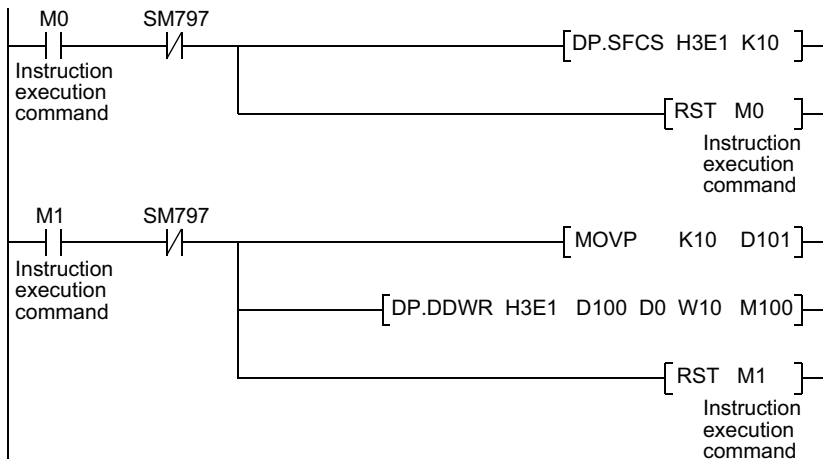 M0 SM797
[DP.SFCS H3E1 K10]
Instruction
execution
command
[RST M0]
Instruction
execution
command
M1 SM797
[MOVP K10 D101]
Instruction
execution
command
[DP.DDWR H3E1 D100 D0 W10 M100]
[RST M1]
Instruction
execution
command